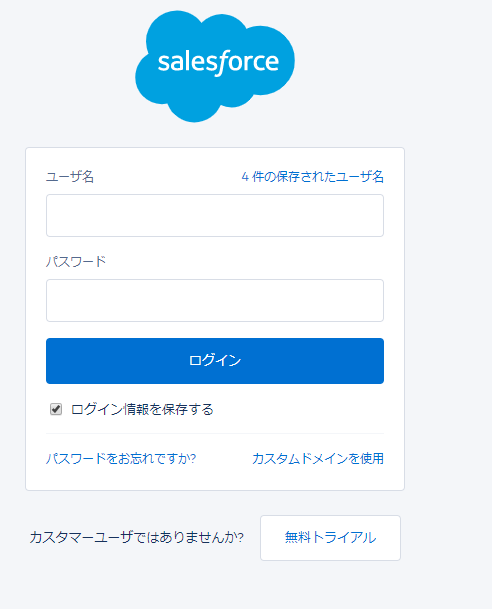 salesforce
ユーザ名 4 件の保存されたユーザ名
パスワード
ログイン
ログイン情報を保存する
パスワードをお忘れですか? カスタムドメインを使用
カスタマーユーザではありませんか? 無料トライアル